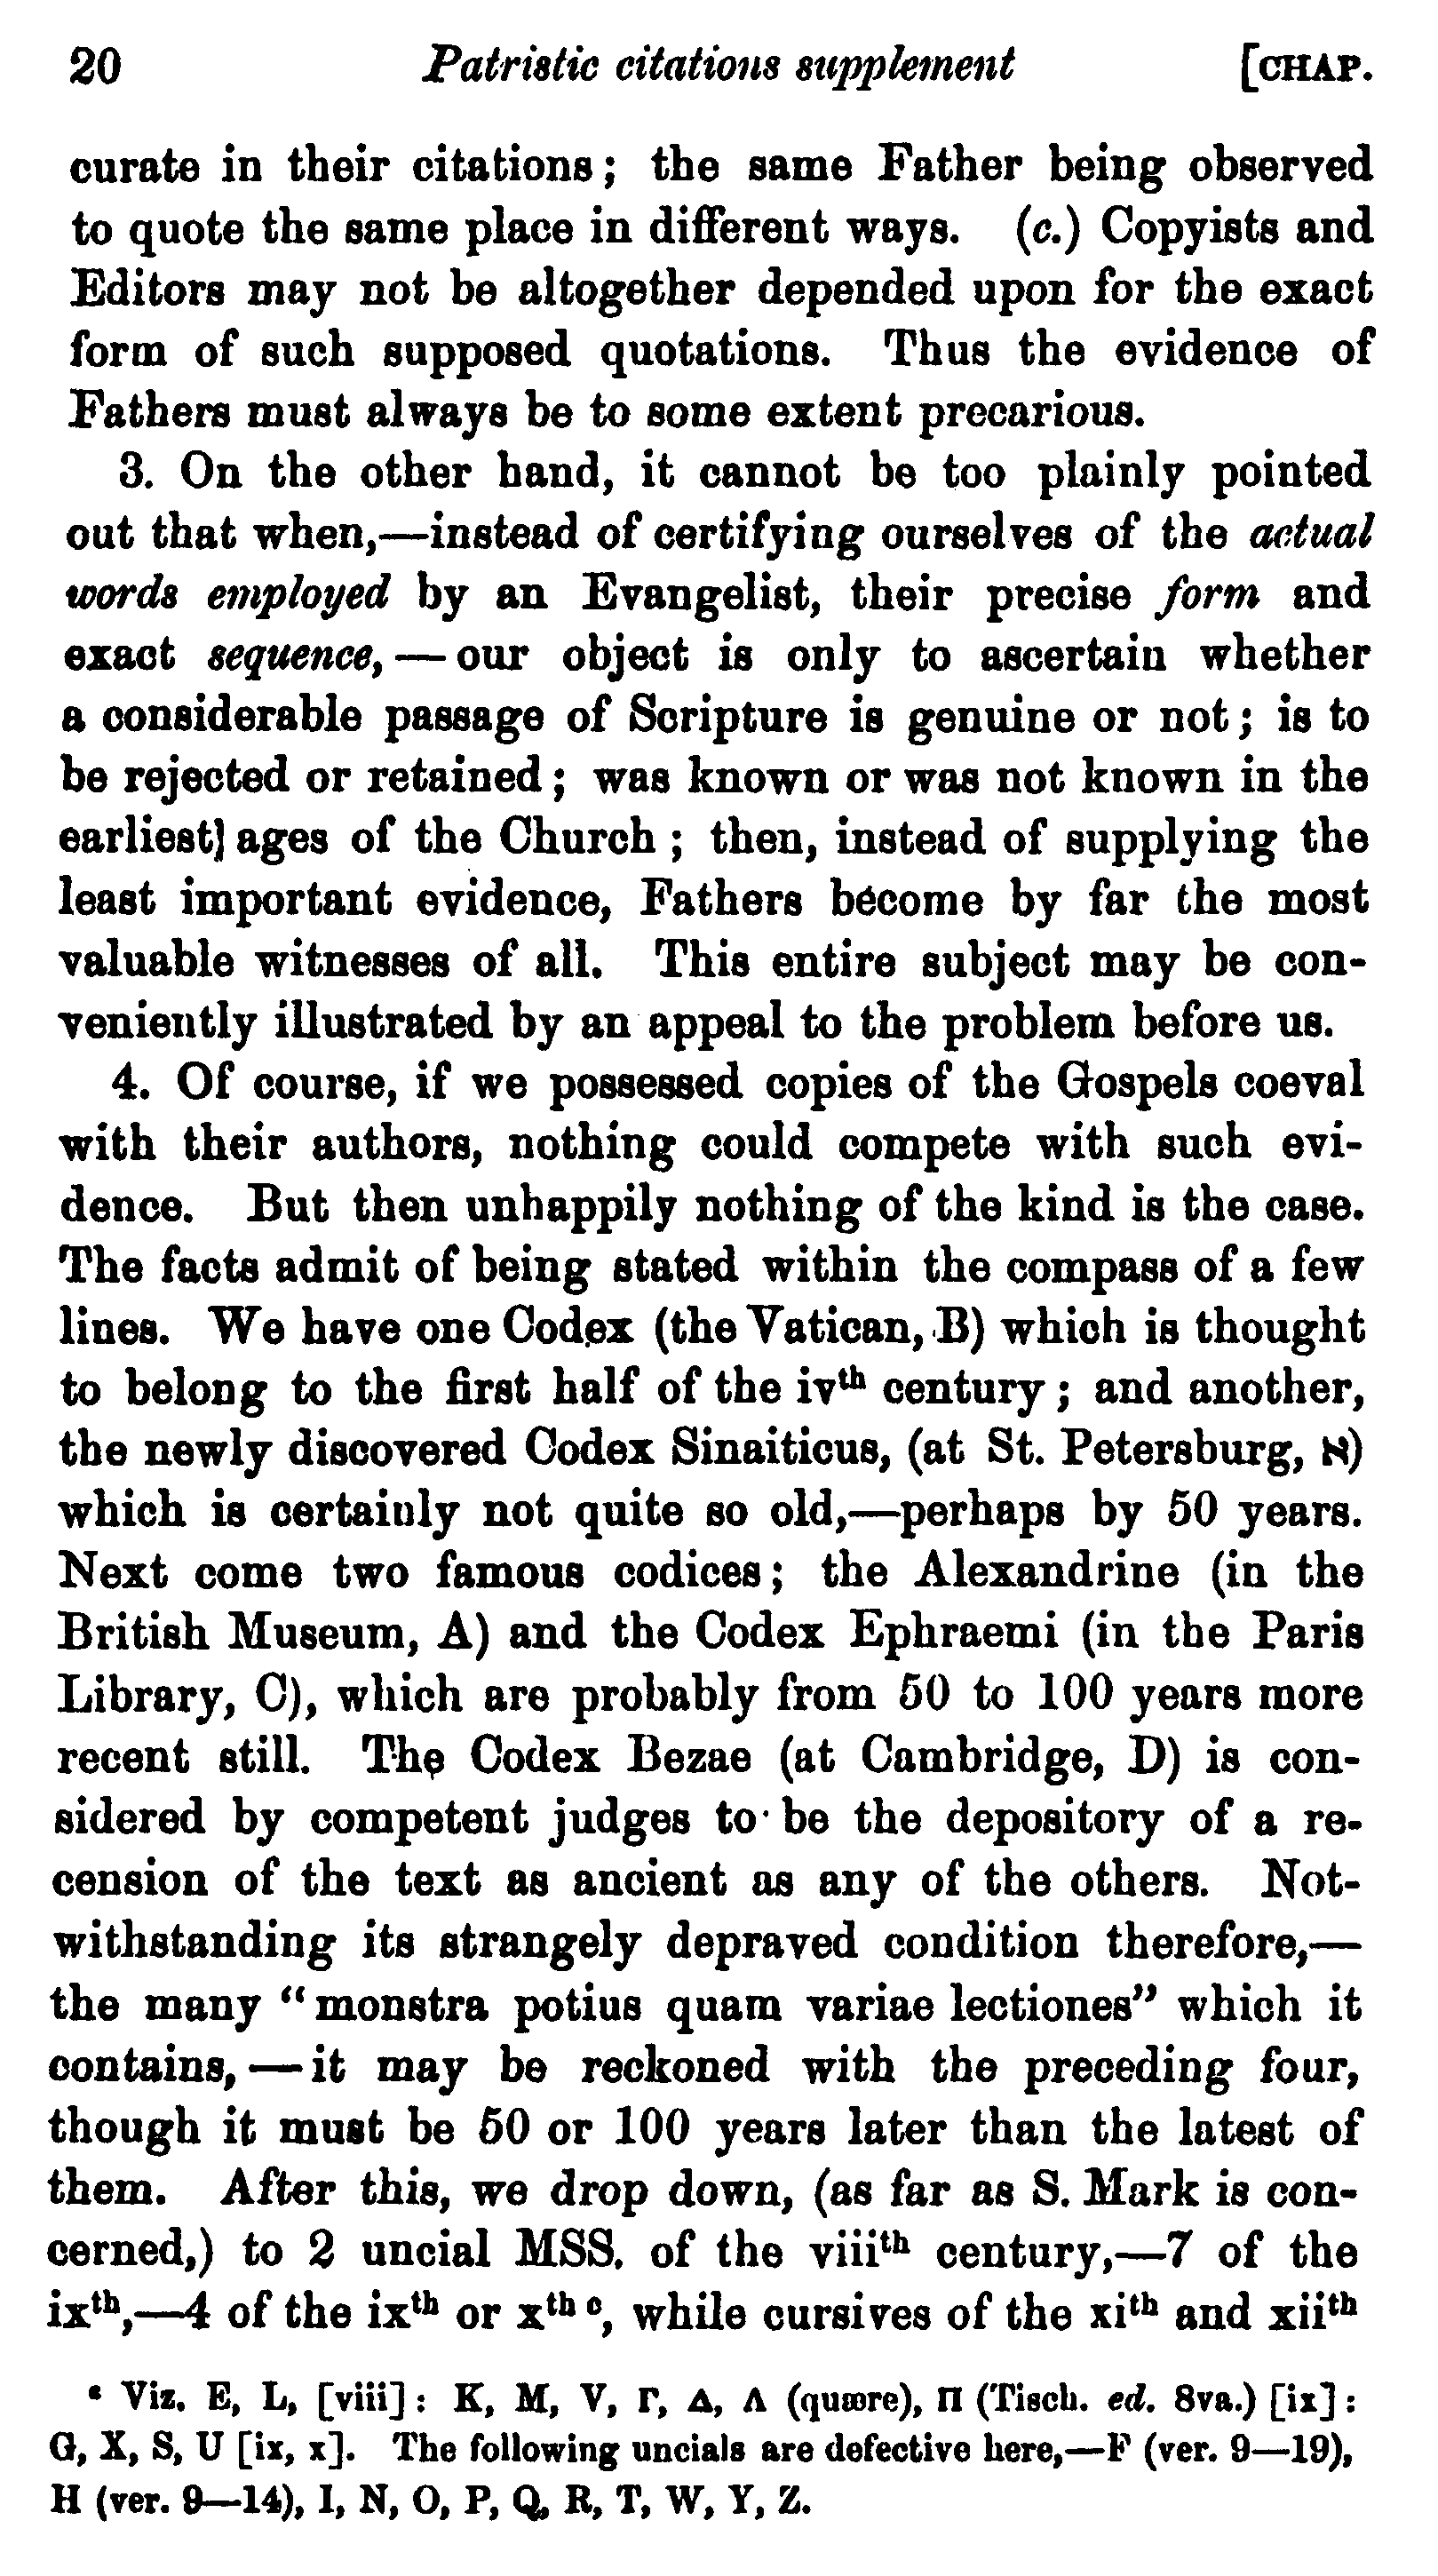 20 Patristic citations supplement [CHAP.
curate in their citations; the same Father being observed
to quote the same place in different ways. (c.) Copyists and
Editors may not be altogether depended upon for the exact
form of such supposed quotations. Thus the evidence of
Fathers must always be to some extent precarious.
3. On the other hand, it cannot be too plainly pointed
out that when,—instead of certifying ourselves of the actual
words employed by an Evangelist, their precise form and
exact sequence,—our object is only to ascertain whether
a considerable passage of Scripture is genuine or not; is to
be rejected or retained; was known or was not known in the
earliest ages of the Church; then, instead of supplying the
least important evidence, Fathers become by far the most
valuable witnesses of all. This entire subject may be con-
veniently illustrated by an appeal to the problem before us.
4. Of course, if we possessed copies of the Gospels coeval
with their authors, nothing could compete with such evi-
dence. But then unhappily nothing of the kind is the case.
The facts admit of being stated within the compass of a few
lines. We have one Codex (the Vatican, B) which is thought
to belong to the first half of the ivth century; and another,
the newly discovered Codex Sinaiticus, (at St. Petersburg, א)
which is certainly not quite so old,—perhaps by 50 years.
Next come two famous codices; the Alexandrine (in the
British Museum, A) and the Codex Ephraemi (in the Paris
Library, C), which are probably from 50 to 100 years more
recent still. The Codex Bezae (at Cambridge, D) is con-
sidered by competent judges to be the depository of a re-
cension of the text as ancient as any of the others. Not-
withstanding its strangely depraved condition therefore,—
the many “monstra potius quam variae lectiones” which it
contains,—it may be reckoned with the preceding four,
though it must be 50 or 100 years later than the latest of
them. After this, we drop down, (as far as S. Mark is con-
cerned,) to 2 uncial MSS. of the viiith century,—7 of the
ixth,—4 of the ixth or xth c, while cursives of the xith and xiith
c Viz. E, L, [viii]: K, M, V, Γ, Δ, Λ (quære), Π (Tisch. ed. 8va.) [ix]:
G, X, S, U [ix, x]. The following uncials are defective here,—F (ver. 9—19),
H (ver. 9—14), I, N, O, P, Q, R, T, W, Y, Z.